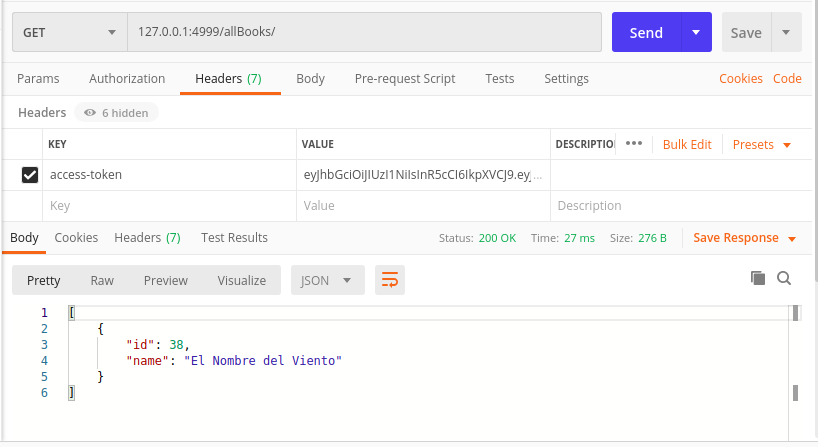 GET 127.0.0.1:4999/allBooks/ Send Save
Params Authorization Headers (7) Body Pre-request Script Tests Settings Cookies Code
Headers 6 hidden
KEY VALUE DESCRIPTIO ••• Bulk Edit Presets
access-token eyJhbGciOiJIUzI1NiIsInR5cCI6IkpXVCJ9.eyJ...
Key Value Description
Body Cookies Headers (7) Test Results Status: 200 OK Time: 27 ms Size: 276 B Save Response
Pretty Raw Preview Visualize JSON
1 [
2 {
3 "id": 38,
4 "name": "El Nombre del Viento"
5 }
6 ]